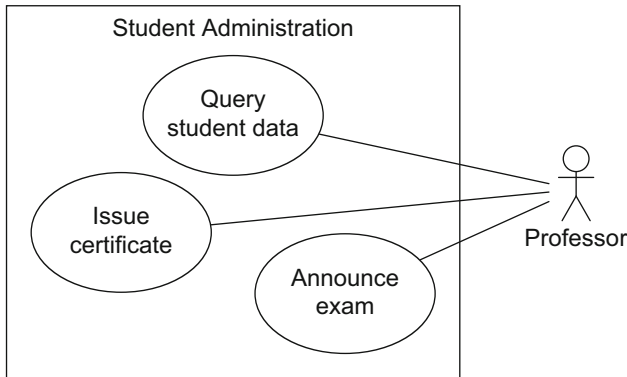 Student Administration
Query
student data
Issue
certificate
Professor
Announce
exam